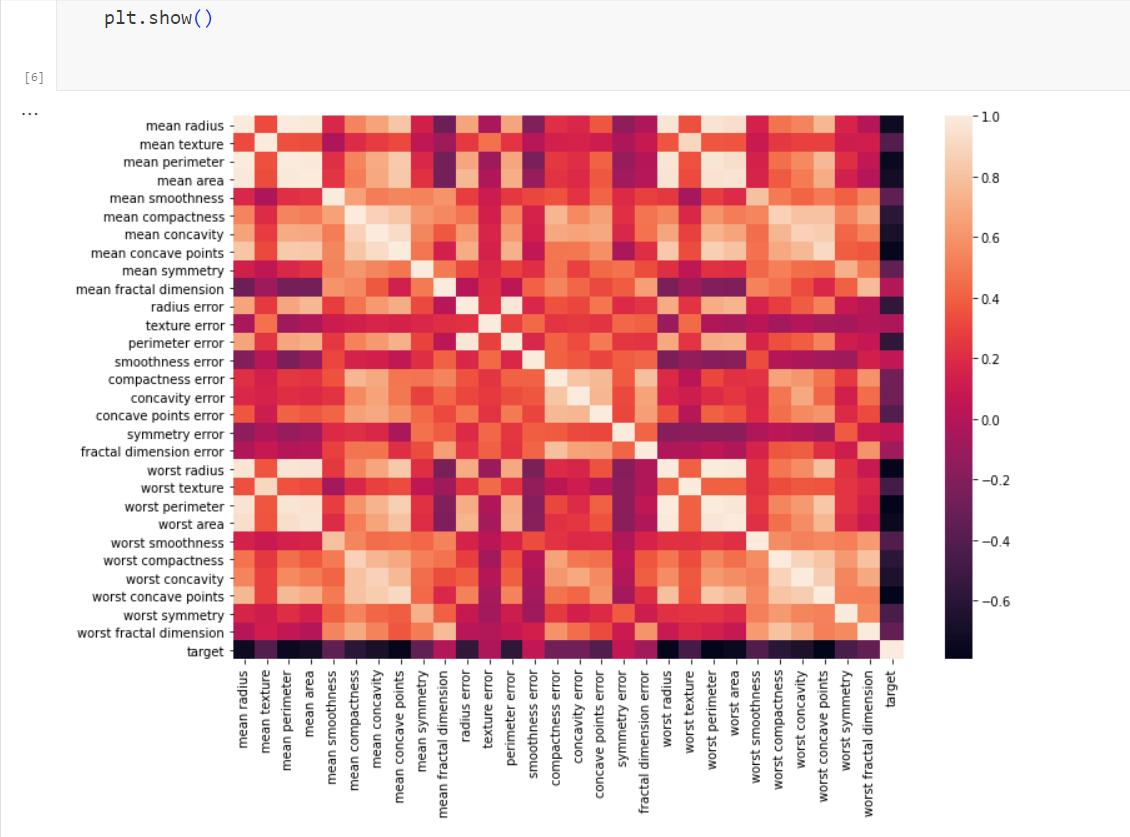 plt.show()
[6]
...
mean radius
mean texture
mean perimeter
mean area
mean smoothness
mean compactness
mean concavity
mean concave points
mean symmetry
mean fractal dimension
radius error
texture error
perimeter error
smoothness error
compactness error
concavity error
concave points error
symmetry error
fractal dimension error
worst radius
worst texture
worst perimeter
worst area
worst smoothness
worst compactness
worst concavity
worst concave points
worst symmetry
worst fractal dimension
target
mean radius
mean texture
mean perimeter
mean area
mean smoothness
mean compactness
mean concavity
mean concave points
mean symmetry
mean fractal dimension
radius error
texture error
perimeter error
smoothness error
compactness error
concavity error
concave points error
symmetry error
fractal dimension error
worst radius
worst texture
worst perimeter
worst area
worst smoothness
worst compactness
worst concavity
worst concave points
worst symmetry
worst fractal dimension
target
1.0
0.8
0.6
0.4
0.2
0.0
−0.2
−0.4
−0.6